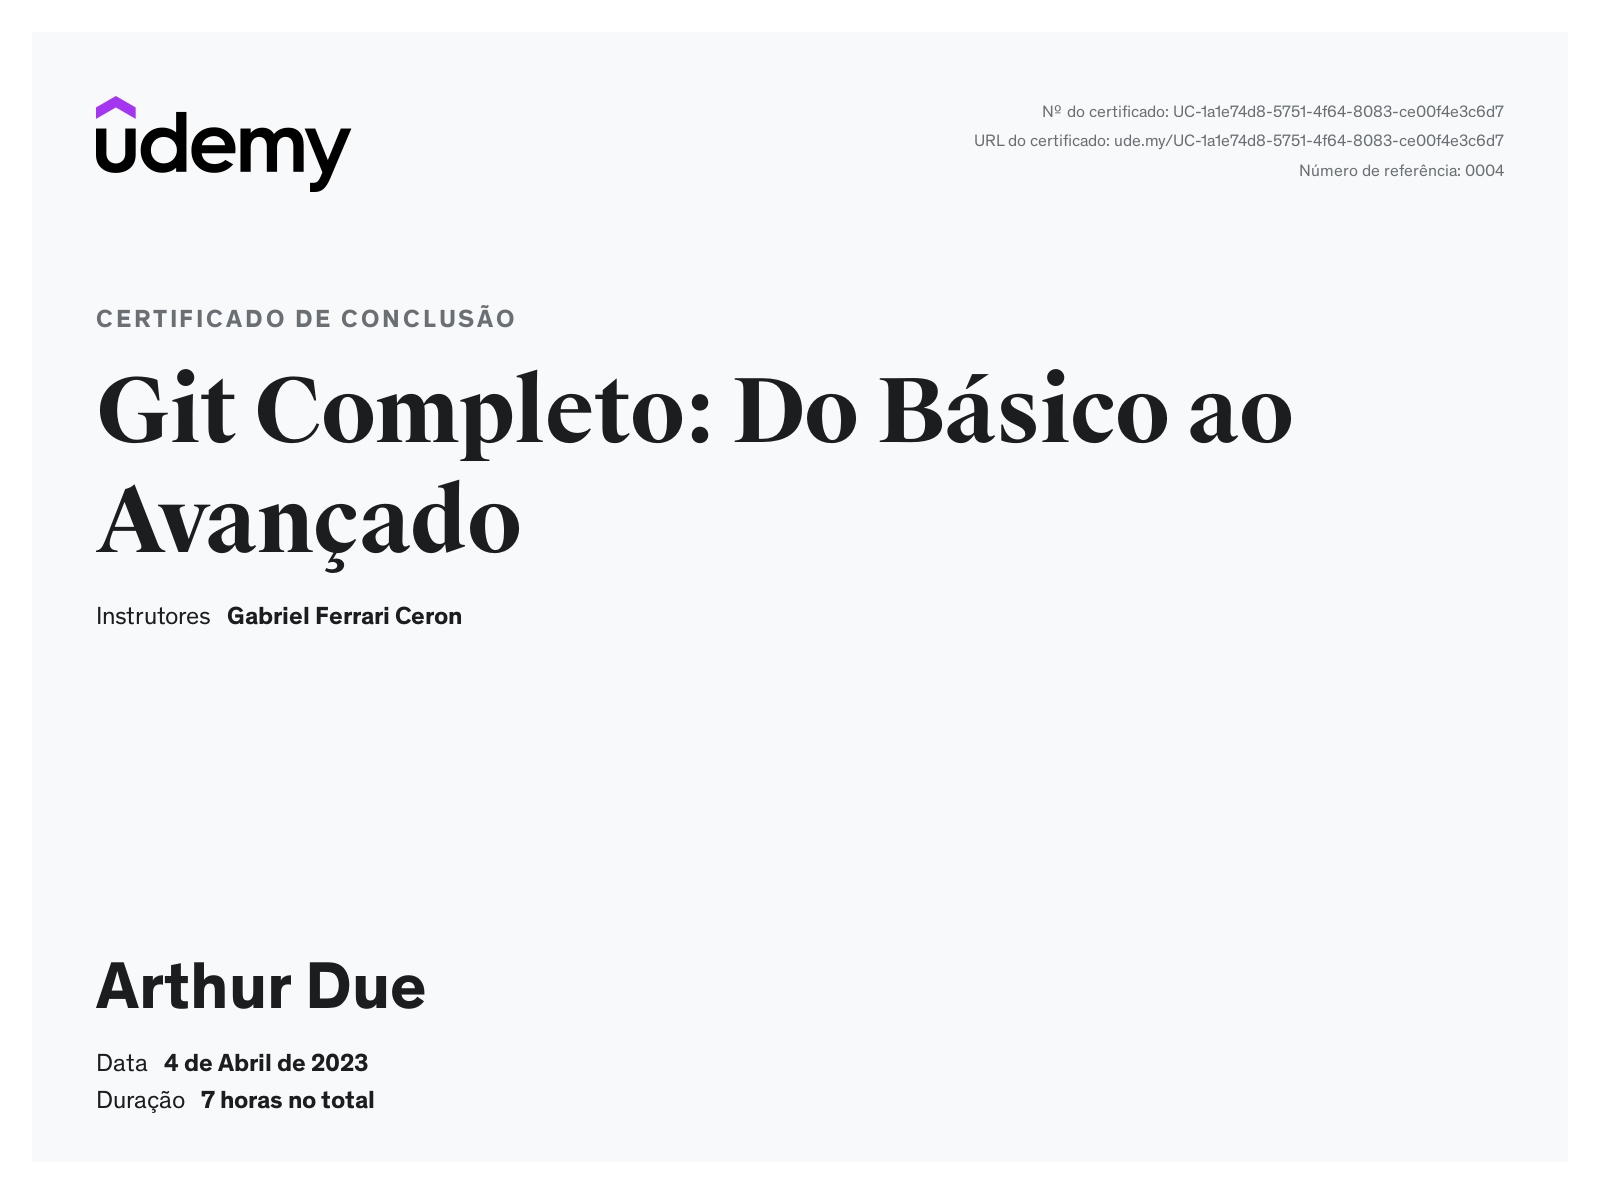 udemy
Nº do certificado: UC-1a1e74d8-5751-4f64-8083-ce00f4e3c6d7
URL do certificado: ude.my/UC-1a1e74d8-5751-4f64-8083-ce00f4e3c6d7
Número de referência: 0004
CERTIFICADO DE CONCLUSÃO
Git Completo: Do Básico ao
Avançado
Instrutores Gabriel Ferrari Ceron
Arthur Due
Data 4 de Abril de 2023
Duração 7 horas no total